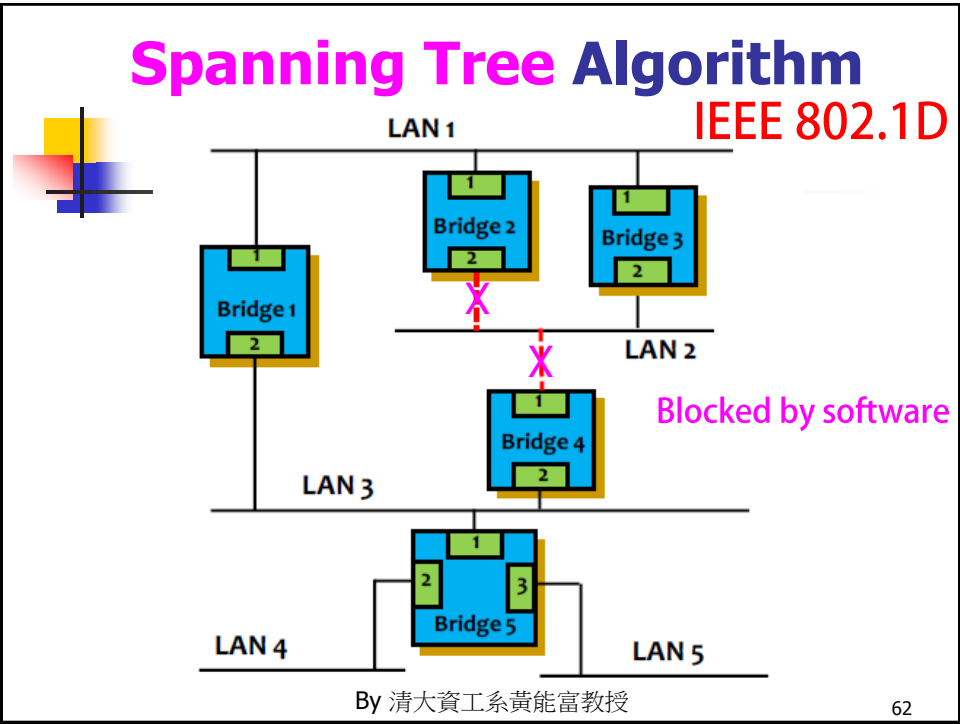 Spanning Tree Algorithm
IEEE 802.1D
LAN 1
1
Bridge 2
2
1
Bridge 3
2
1
Bridge 1
2
X
LAN 2
X
Blocked by software
1
Bridge 4
2
LAN 3
1
2
3
Bridge 5
LAN 4
LAN 5
By 清大資工系黃能富教授
62